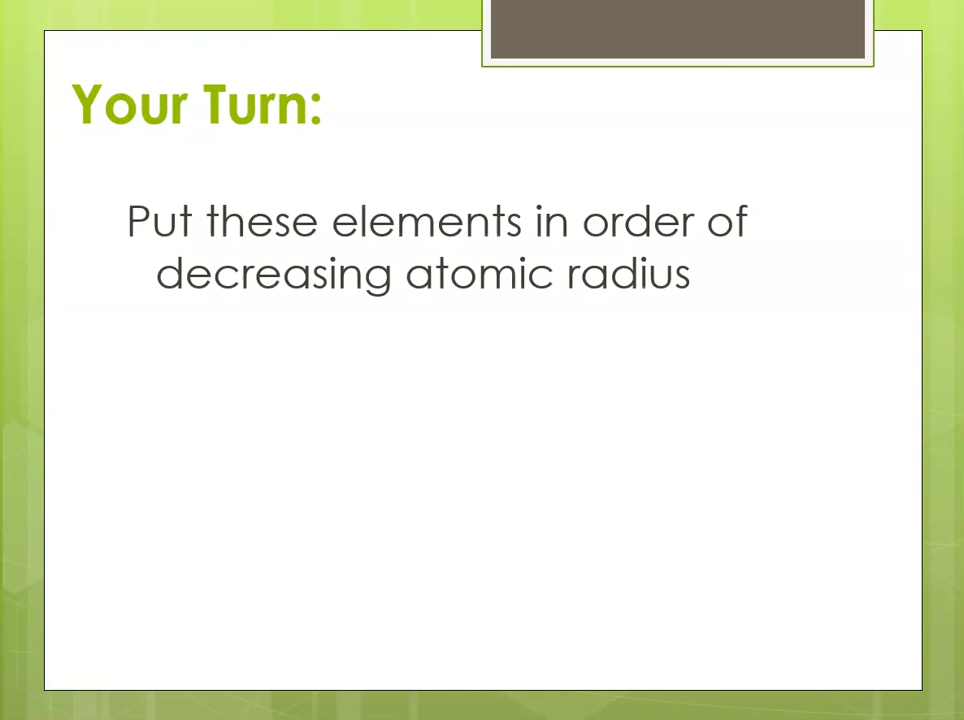 Your Turn:
Put these elements in order of
decreasing atomic radius